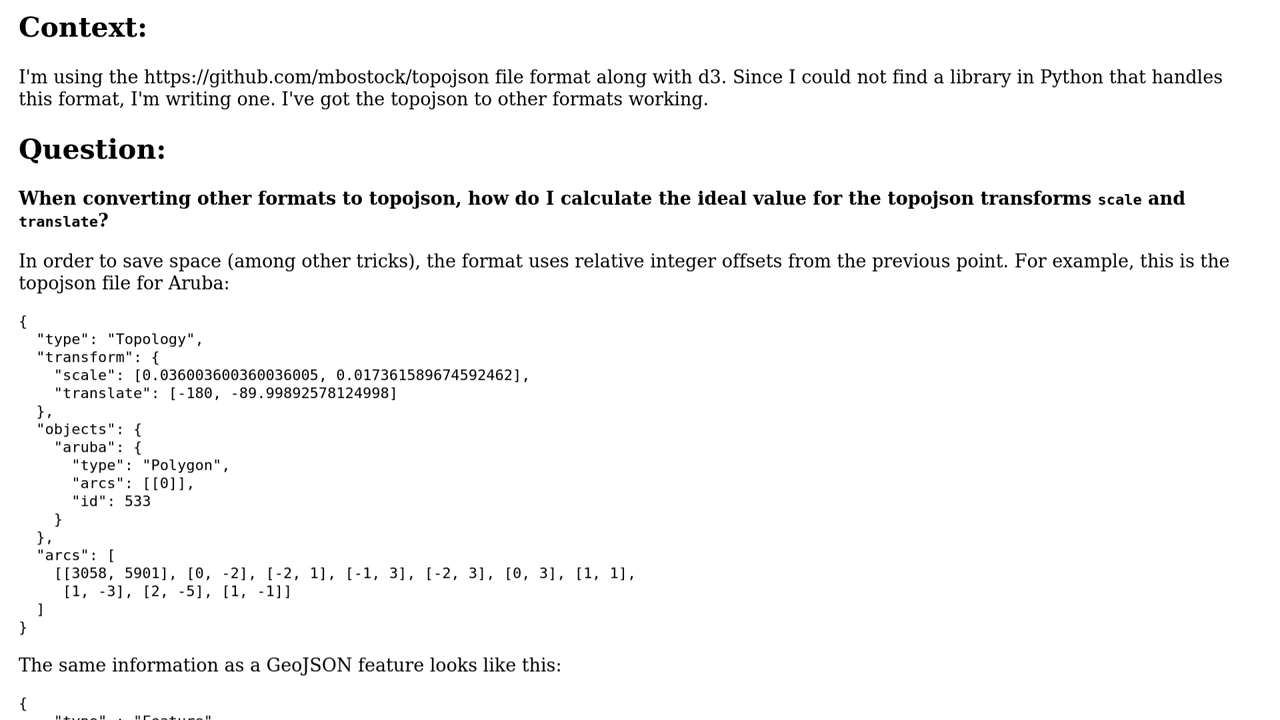 Context:
I'm using the https://github.com/mbostock/topojson file format along with d3. Since I could not find a library in Python that handles
this format, I'm writing one. I've got the topojson to other formats working.
Question:
When converting other formats to topojson, how do I calculate the ideal value for the topojson transforms scale and
translate?
In order to save space (among other tricks), the format uses relative integer offsets from the previous point. For example, this is the
topojson file for Aruba:
{
  "type": "Topology",
  "transform": {
    "scale": [0.036003600360036005, 0.017361589674592462],
    "translate": [-180, -89.99892578124998]
  },
  "objects": {
    "aruba": {
      "type": "Polygon",
      "arcs": [[0]],
      "id": 533
    }
  },
  "arcs": [
    [[3058, 5901], [0, -2], [-2, 1], [-1, 3], [-2, 3], [0, 3], [1, 1],
     [1, -3], [2, -5], [1, -1]]
  ]
}
The same information as a GeoJSON feature looks like this:
{
    "type" : "Feature",